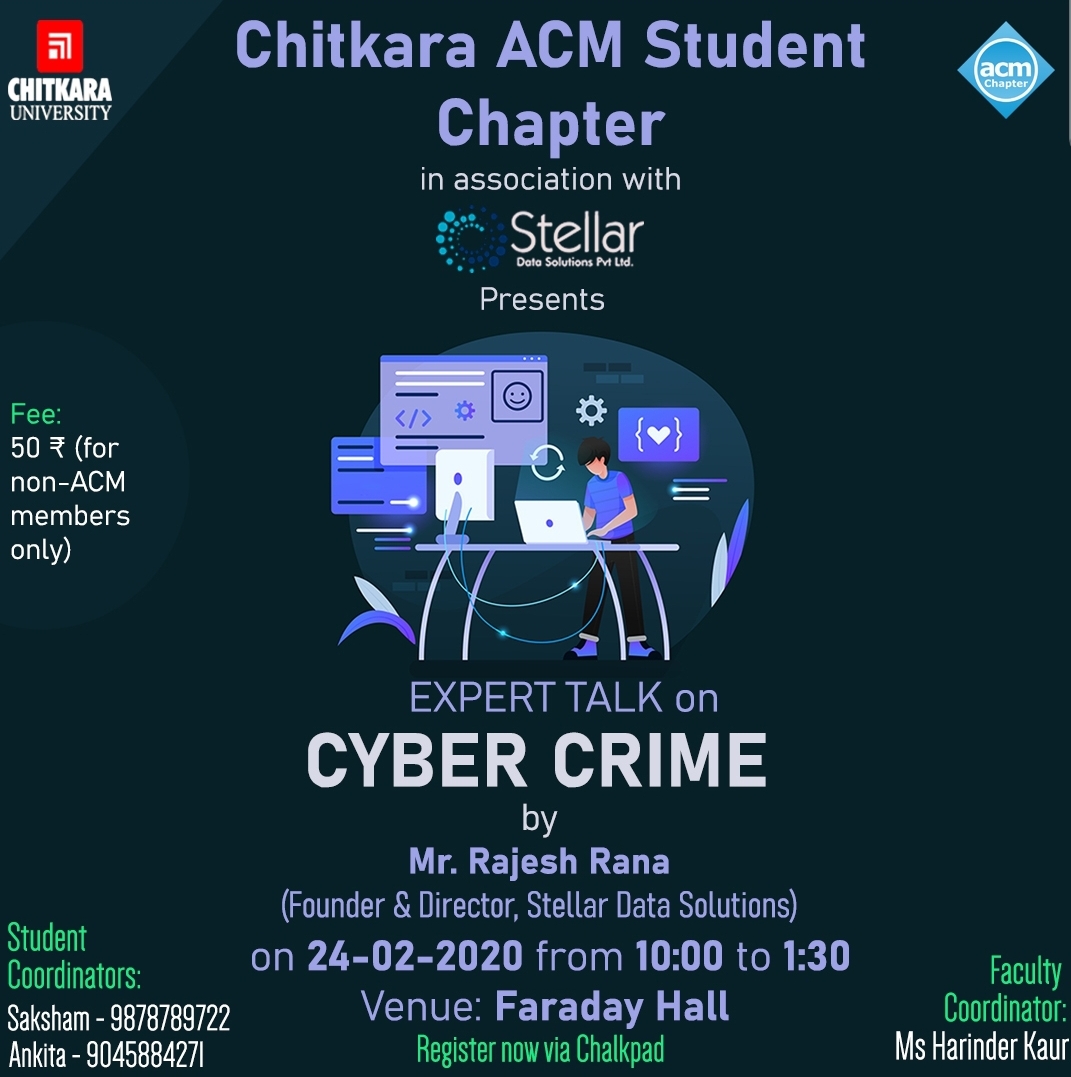 CHITKARA
UNIVERSITY
Chitkara ACM Student
Chapter
acm
Chapter
in association with
Stellar
Data Solutions Pvt Ltd.
Presents
Fee:
50 ₹ (for
non-ACM
members
only)
</>
{ }
EXPERT TALK on
CYBER CRIME
by
Mr. Rajesh Rana
(Founder & Director, Stellar Data Solutions)
on 24-02-2020 from 10:00 to 1:30
Venue: Faraday Hall
Register now via Chalkpad
Student
Coordinators:
Saksham - 9878789722
Ankita - 9045884271
Faculty
Coordinator:
Ms Harinder Kaur